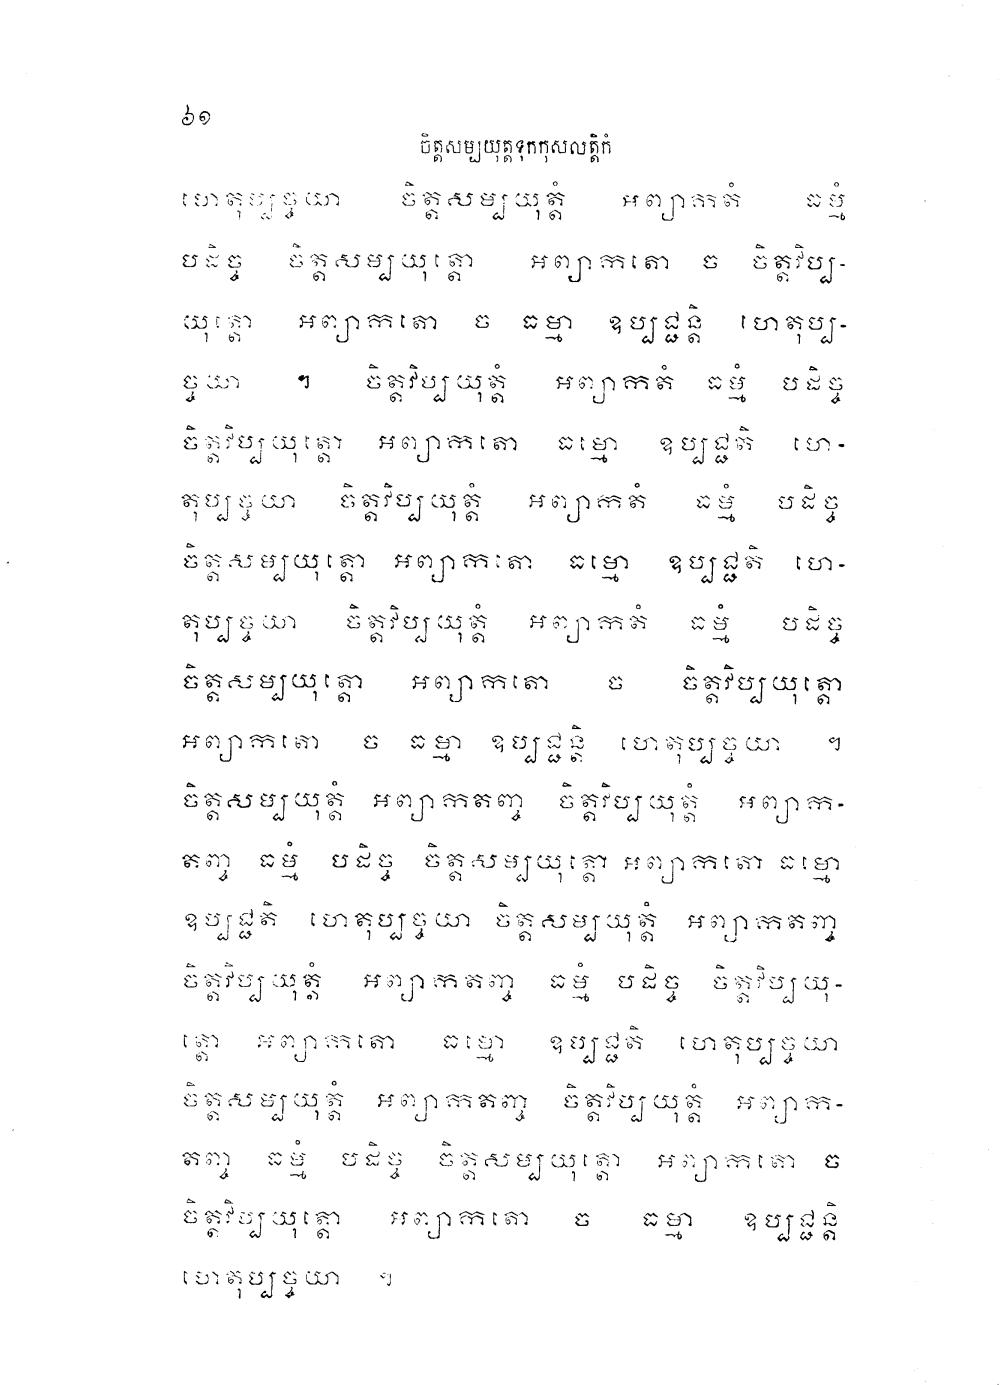 ៦១
ចិត្តសម្បយុត្តទុកកុសលត្តិកំ
ហេតុប្បច្ចយា ចិត្តសម្បយុត្តំ អព្យាកតំ ធម្មំ
បដិច្ច ចិត្តសម្បយុត្តោ អព្យាកតោ ច ចិត្តវិប្ប-
យុត្តោ អព្យាកតោ ច ធម្មា ឧប្បជ្ជន្តិ ហេតុប្ប-
ច្ចយា ។ ចិត្តវិប្បយុត្តំ អព្យាកតំ ធម្មំ បដិច្ច
ចិត្តវិប្បយុត្តោ អព្យាកតោ ធម្មោ ឧប្បជ្ជតិ ហេ-
តុប្បច្ចយា ចិត្តវិប្បយុត្តំ អព្យាកតំ ធម្មំ បដិច្ច
ចិត្តសម្បយុត្តោ អព្យាកតោ ធម្មោ ឧប្បជ្ជតិ ហេ-
តុប្បច្ចយា ចិត្តវិប្បយុត្តំ អព្យាកតំ ធម្មំ បដិច្ច
ចិត្តសម្បយុត្តោ អព្យាកតោ ច ចិត្តវិប្បយុត្តោ
អព្យាកតោ ច ធម្មា ឧប្បជ្ជន្តិ ហេតុប្បច្ចយា ។
ចិត្តសម្បយុត្តំ អព្យាកតញ្ច ចិត្តវិប្បយុត្តំ អព្យាក-
តញ្ច ធម្មំ បដិច្ច ចិត្តសម្បយុត្តោ អព្យាកតោ ធម្មោ
ឧប្បជ្ជតិ ហេតុប្បច្ចយា ចិត្តសម្បយុត្តំ អព្យាកតញ្ច
ចិត្តវិប្បយុត្តំ អព្យាកតញ្ច ធម្មំ បដិច្ច ចិត្តវិប្បយុ-
ត្តោ អព្យាកតោ ធម្មោ ឧប្បជ្ជតិ ហេតុប្បច្ចយា
ចិត្តសម្បយុត្តំ អព្យាកតញ្ច ចិត្តវិប្បយុត្តំ អព្យាក-
តញ្ច ធម្មំ បដិច្ច ចិត្តសម្បយុត្តោ អព្យាកតោ ច
ចិត្តវិប្បយុត្តោ អព្យាកតោ ច ធម្មា ឧប្បជ្ជន្តិ
ហេតុប្បច្ចយា ។